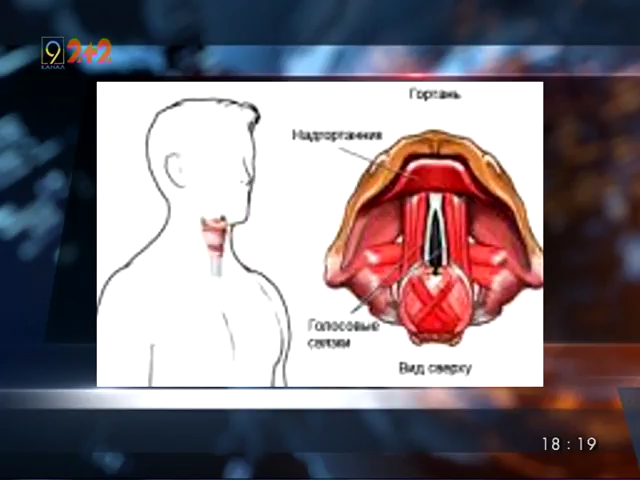 9 2+2
КАНАЛ
Гортань
Надгортанник
Голосовые
связки
Вид сверху
18:19